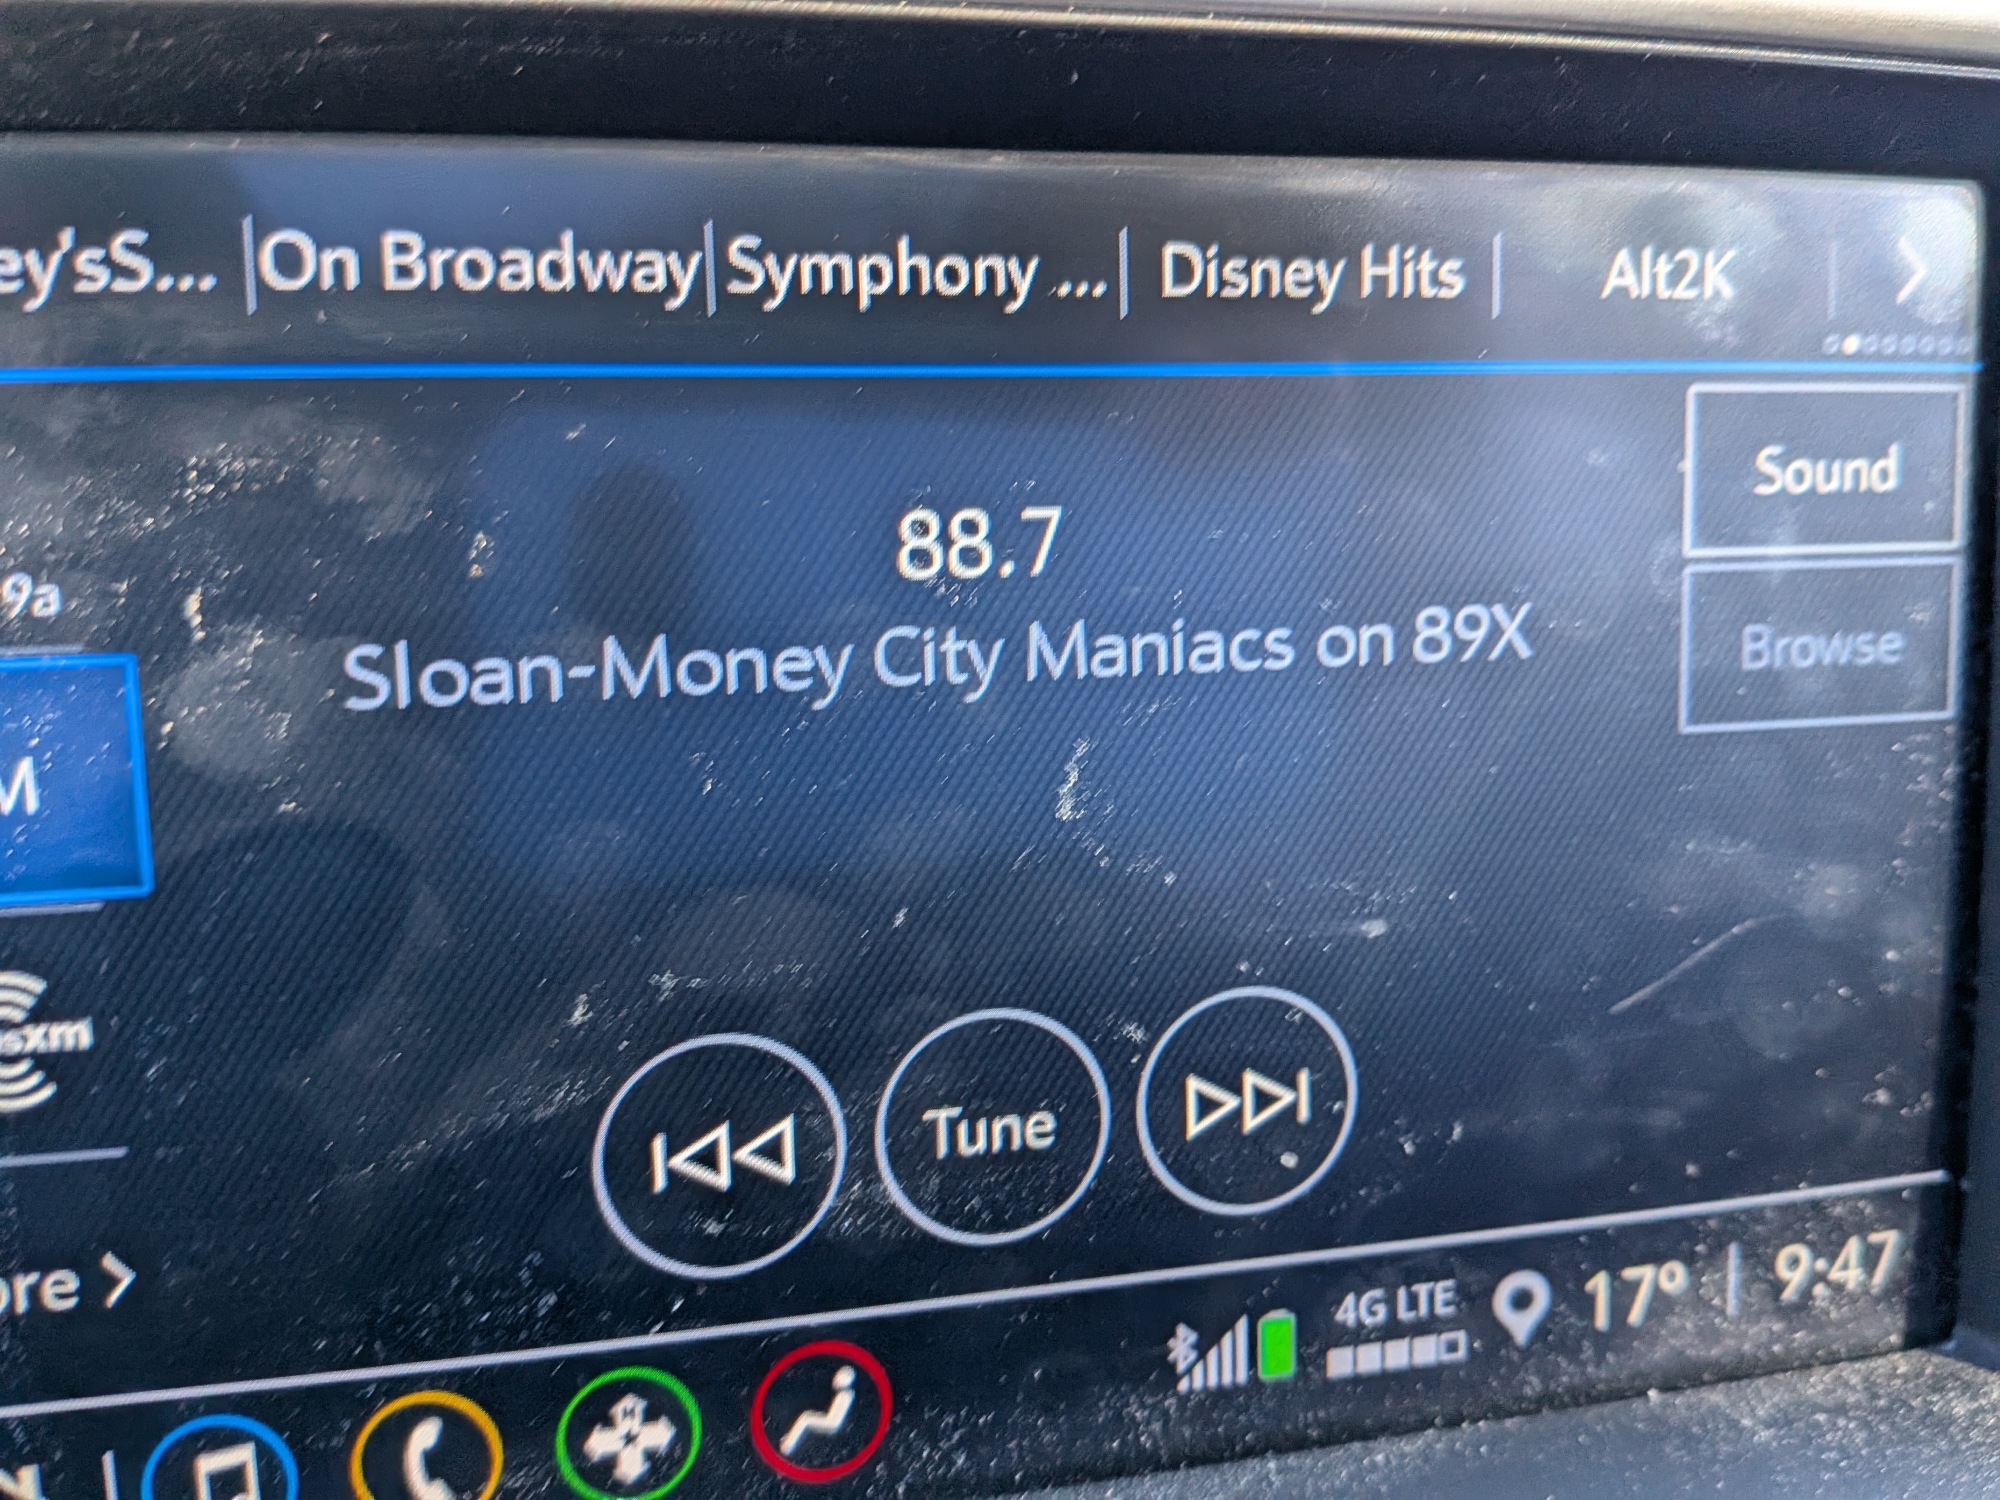 ey'sS... | On Broadway | Symphony ... | Disney Hits | Alt2K
Sound
88.7
9a
Sloan-Money City Maniacs on 89X
Browse
M
sxm
Tune
ore
4G LTE 17° | 9:47